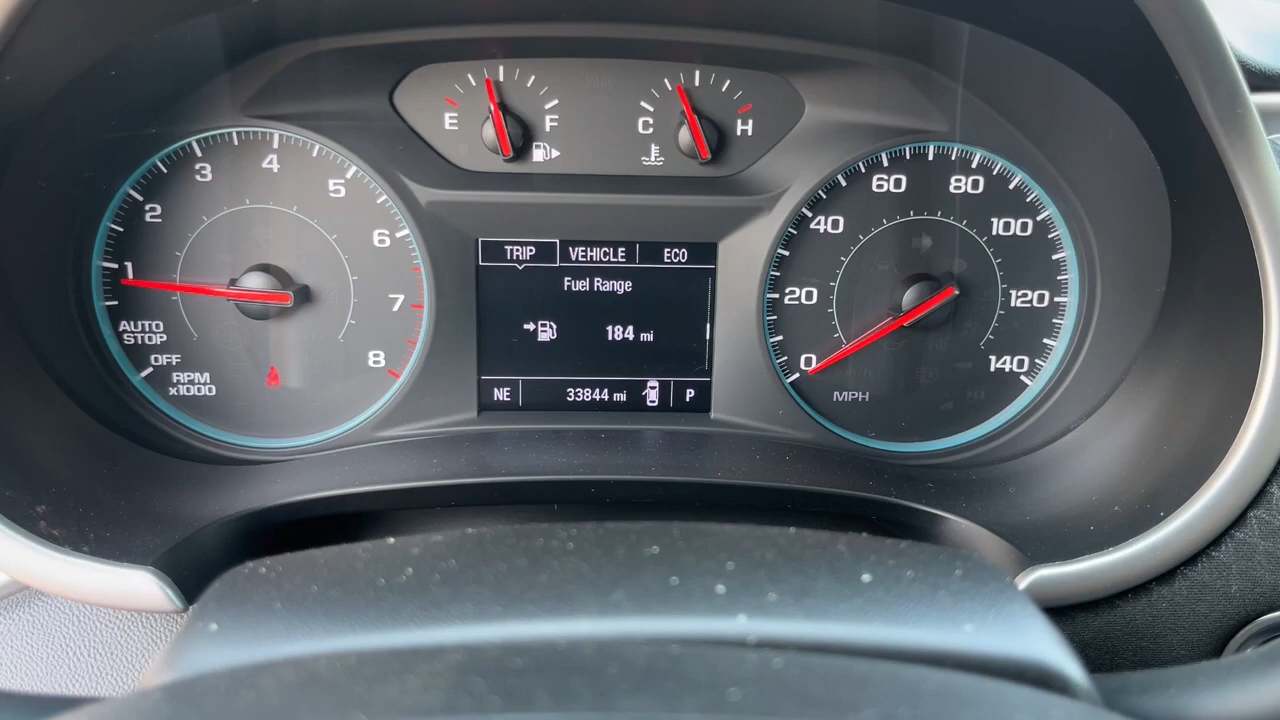 E F
C H
1 2 3 4 5 6 7 8
AUTO
STOP
OFF
RPM
x1000
TRIP VEHICLE ECO
Fuel Range
184 mi
NE 33844 mi P
0 20 40 60 80 100 120 140
MPH